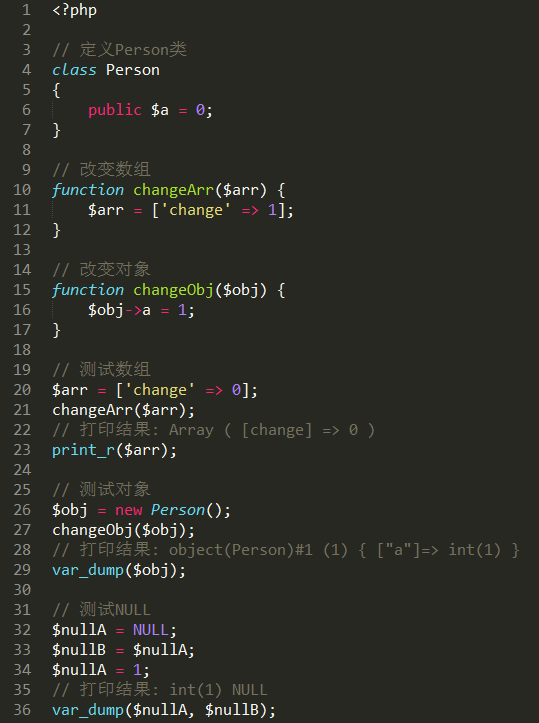 1 <?php
2
3 // 定义Person类
4 class Person
5 {
6     public $a = 0;
7 }
8
9 // 改变数组
10 function changeArr($arr) {
11     $arr = ['change' => 1];
12 }
13
14 // 改变对象
15 function changeObj($obj) {
16     $obj->a = 1;
17 }
18
19 // 测试数组
20 $arr = ['change' => 0];
21 changeArr($arr);
22 // 打印结果: Array ( [change] => 0 )
23 print_r($arr);
24
25 // 测试对象
26 $obj = new Person();
27 changeObj($obj);
28 // 打印结果: object(Person)#1 (1) { ["a"]=> int(1) }
29 var_dump($obj);
30
31 // 测试NULL
32 $nullA = NULL;
33 $nullB = $nullA;
34 $nullA = 1;
35 // 打印结果: int(1) NULL
36 var_dump($nullA, $nullB);